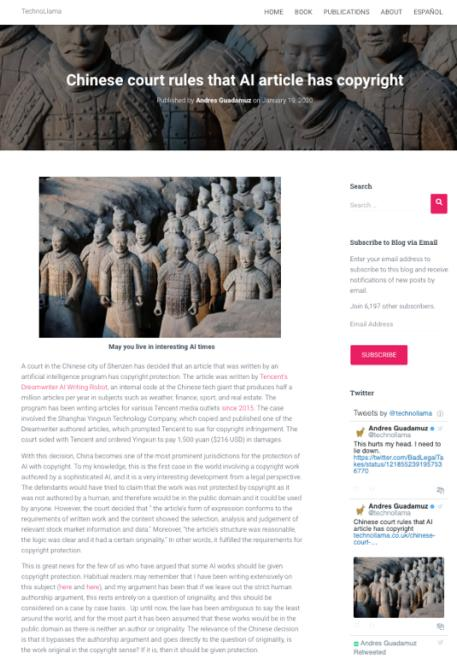 TechnoLlama
HOME BOOK PUBLICATIONS ABOUT ESPAÑOL
Chinese court rules that AI article has copyright
Published by Andres Guadamuz on January 19, 2020
May you live in interesting AI times
A court in the Chinese city of Shenzen has decided that an article that was written by an
artificial intelligence program has copyright protection. The article was written by Tencent's
Dreamwriter AI Writing Robot, an internal code at the Chinese tech giant that produces half a
million articles per year in subjects such as weather, finance, sport, and real estate. The
program has been writing articles for various Tencent media outlets since 2015. The case
involved the Shanghai Yingxun Technology Company, which copied and published one of the
Dreamwriter authored articles, which prompted Tencent to sue for copyright infringement. The
court sided with Tencent and ordered Yingxun to pay 1,500 yuan ($216 USD) in damages.
With this decision, China becomes one of the most prominent jurisdictions for the protection of
AI with copyright. To my knowledge, this is the first case in the world involving a copyright work
authored by a sophisticated AI, and it is a very interesting development from a legal perspective.
The defendants would have tried to claim that the work was not protected by copyright as it
was not authored by a human, and therefore would be in the public domain and it could be used
by anyone. However, the court decided that " the article's form of expression conforms to the
requirements of written work and the content showed the selection, analysis and judgement of
relevant stock market information and data." Moreover, "the article's structure was reasonable,
the logic was clear and it had a certain originality." In other words, it fulfilled the requirements for
copyright protection.
This is great news for the few of us who have argued that some AI works should be given
copyright protection. Habitual readers may remember that I have been writing extensively on
this subject (here and here), and my argument has been that if we leave out the strict human
authorship argument, this rests entirely on a question of originality, and this should be
considered on a case by case basis. Up until now, the law has been ambiguous to say the least
around the world, and for the most part it has been assumed that these works would be in the
public domain as there is neither an author or originality. The relevance of the Chinese decision
is that it bypasses the authorship argument and goes directly to the question of originality, is
the work original in the corresponding sense? If it is, then it should be given protection.
Search
Search …
Subscribe to Blog via Email
Enter your email address to
subscribe to this blog and receive
notifications of new posts by
email.
Join 6,197 other subscribers.
Email Address
SUBSCRIBE
Twitter
Tweets by @technollama
Andres Guadamuz
@technollama
This hurts my head. I need to
lie down.
https://twitter.com/BadLegalTa
kes/status/121855239195753
6770
Andres Guadamuz
@technollama
Chinese court rules that AI
article has copyright
technollama.co.uk/chinese-
court-…
Andres Guadamuz
Retweeted